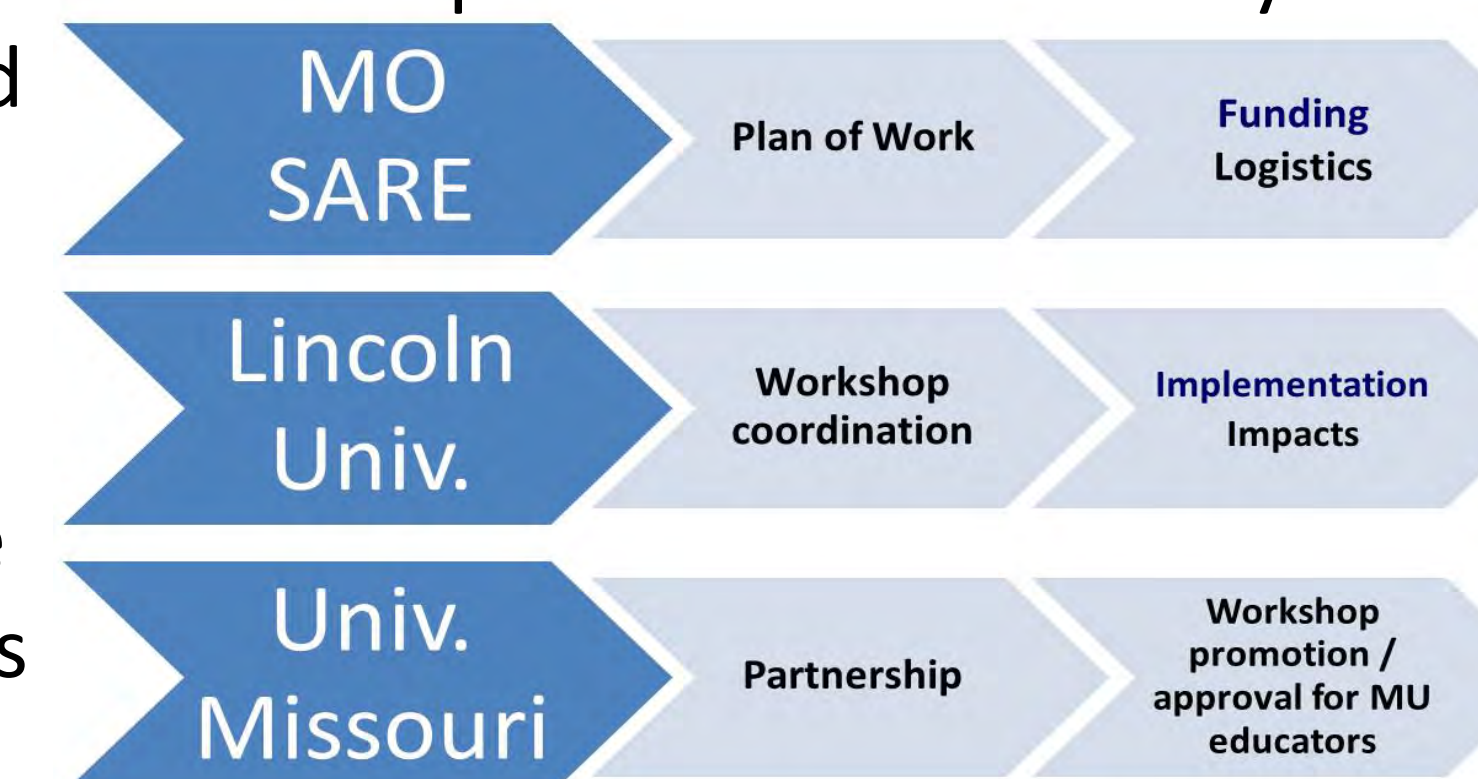 MO
SARE
Plan of Work
Funding
Logistics
Lincoln
Univ.
Workshop
coordination
Implementation
Impacts
Univ.
Missouri
Partnership
Workshop
promotion /
approval for MU
educators